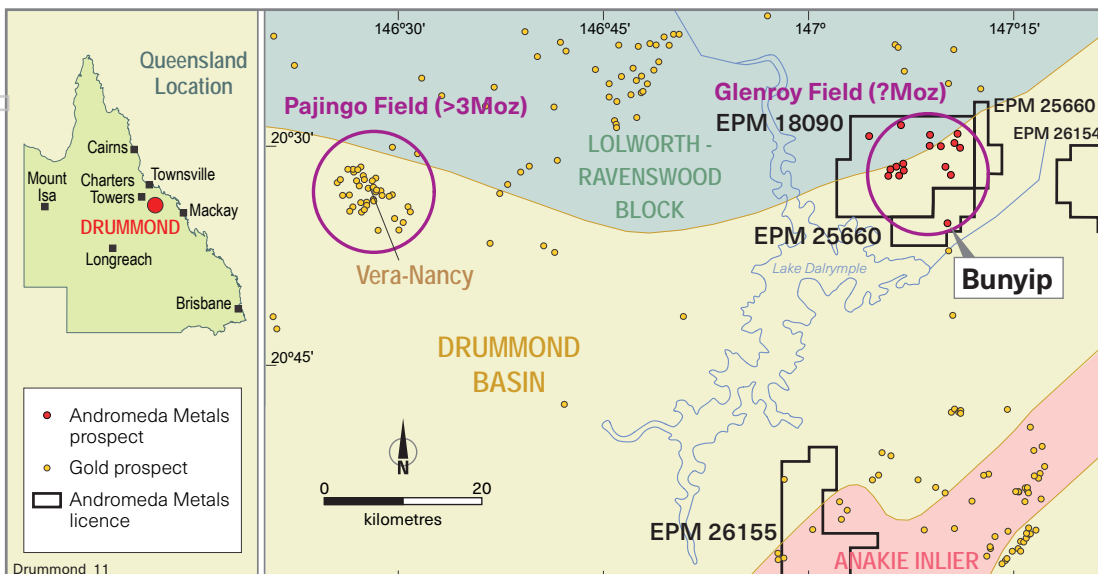 Queensland
Location
Cairns
Mount
Isa
Charters
Towers
Townsville
DRUMMOND
Mackay
Longreach
Brisbane
Andromeda Metals
prospect
Gold prospect
Andromeda Metals
licence
Drummond_11
146°30'
146°45'
147°
147°15'
Pajingo Field (>3Moz)
Glenroy Field (?Moz)
EPM 18090
EPM 25660
EPM 26154
20°30'
LOLWORTH -
RAVENSWOOD
BLOCK
EPM 25660
Vera-Nancy
Lake Dalrymple
Bunyip
20°45'
DRUMMOND
BASIN
N
0
20
kilometres
EPM 26155
ANAKIE INLIER